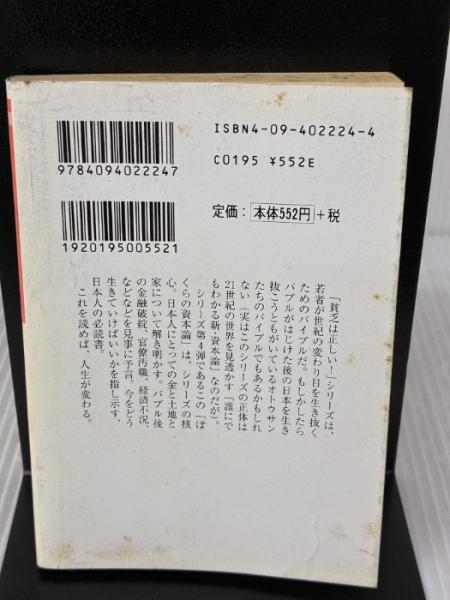 9784094022247
1920195005521
ISBN4-09-402224-4
C0195 ¥552E
定価：本体552円+税
「貧乏は正しい！」シリーズは、
若者が世紀の変わり目を生き抜く
ためのバイブルだ。もしかしたら
バブルがはじけた後の日本を生き
抜こうともがいているオトウサン
たちのバイブルでもあるかもしれ
ない（実はこのシリーズの正体は
21世紀の世界を見透かす「誰にで
もわかる新・資本論」なのだが）。
シリーズ第４弾であるこの「ぼ
くらの資本論」は、シリーズの核
心。日本人にとっての金と土地と
家について解き明かす。バブル後
の金融破綻、官僚汚職、経済不況、
などなどを見事に予言。今をどう
生きていけばいいかを指し示す、
日本人の必読書。
これを読めば、人生が変わる。